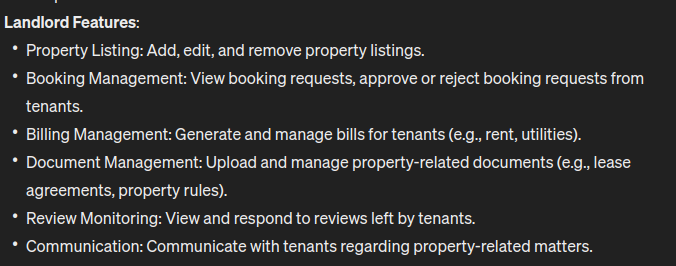 Landlord Features:
• Property Listing: Add, edit, and remove property listings.
• Booking Management: View booking requests, approve or reject booking requests from
tenants.
• Billing Management: Generate and manage bills for tenants (e.g., rent, utilities).
• Document Management: Upload and manage property-related documents (e.g., lease
agreements, property rules).
• Review Monitoring: View and respond to reviews left by tenants.
• Communication: Communicate with tenants regarding property-related matters.